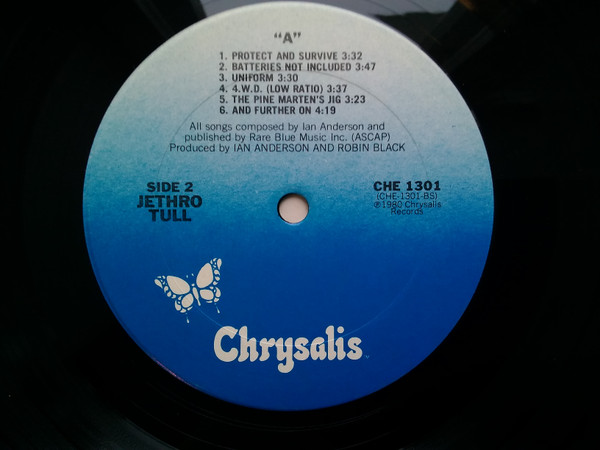 "A"
1. PROTECT AND SURVIVE 3:32
2. BATTERIES NOT INCLUDED 3:47
3. UNIFORM 3:30
4. 4.W.D. (LOW RATIO) 3:37
5. THE PINE MARTEN'S JIG 3:23
6. AND FURTHER ON 4:19
All songs composed by Ian Anderson and
published by Rare Blue Music Inc. (ASCAP)
Produced by IAN ANDERSON AND ROBIN BLACK
SIDE 2
JETHRO
TULL
CHE 1301
(CHE-1301-BS)
℗1980 Chrysalis
Records
Chrysalis